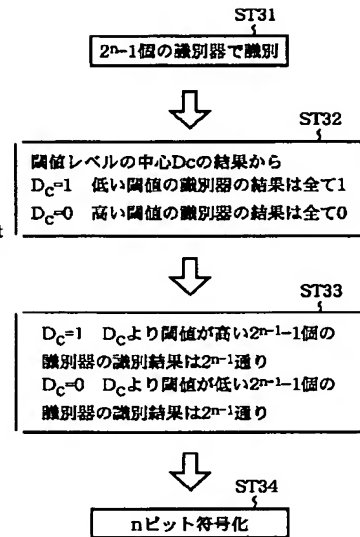 ST31
2ⁿ-1個の識別器で識別
ST32
閾値レベルの中心Dcの結果から
D_C=1 低い閾値の識別器の結果は全て1
D_C=0 高い閾値の識別器の結果は全て0
t
ST33
D_C=1 D_Cより閾値が高い2ⁿ⁻¹-1個の
識別器の識別結果は2ⁿ⁻¹通り
D_C=0 D_Cより閾値が低い2ⁿ⁻¹-1個の
識別器の識別結果は2ⁿ⁻¹通り
ST34
nビット符号化